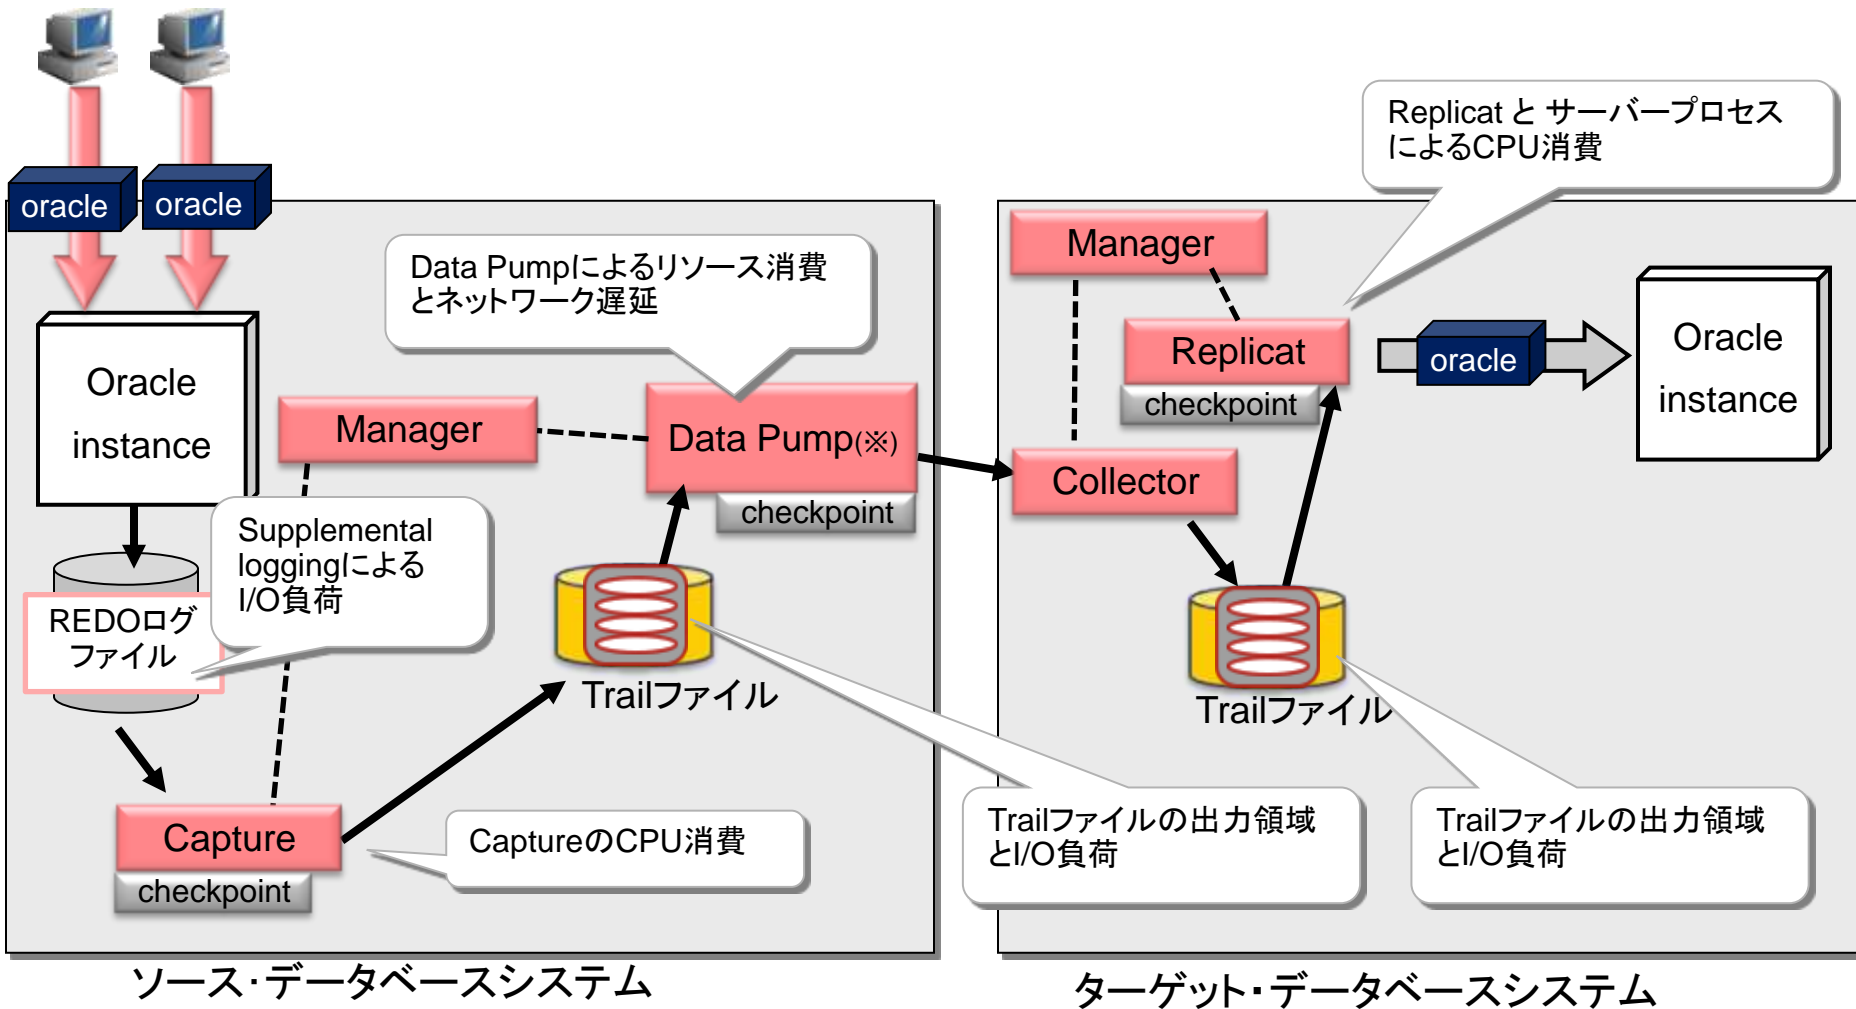 oracle
oracle
Oracle
instance
REDOログ
ファイル
Supplemental
loggingによる
I/O負荷
Manager
Data Pumpによるリソース消費
とネットワーク遅延
Data Pump(※)
checkpoint
Trailファイル
Capture
checkpoint
CaptureのCPU消費
ソース・データベースシステム
Replicat と サーバープロセス
によるCPU消費
Manager
Replicat
checkpoint
oracle
Oracle
instance
Collector
Trailファイル
Trailファイルの出力領域
とI/O負荷
Trailファイルの出力領域
とI/O負荷
ターゲット・データベースシステム